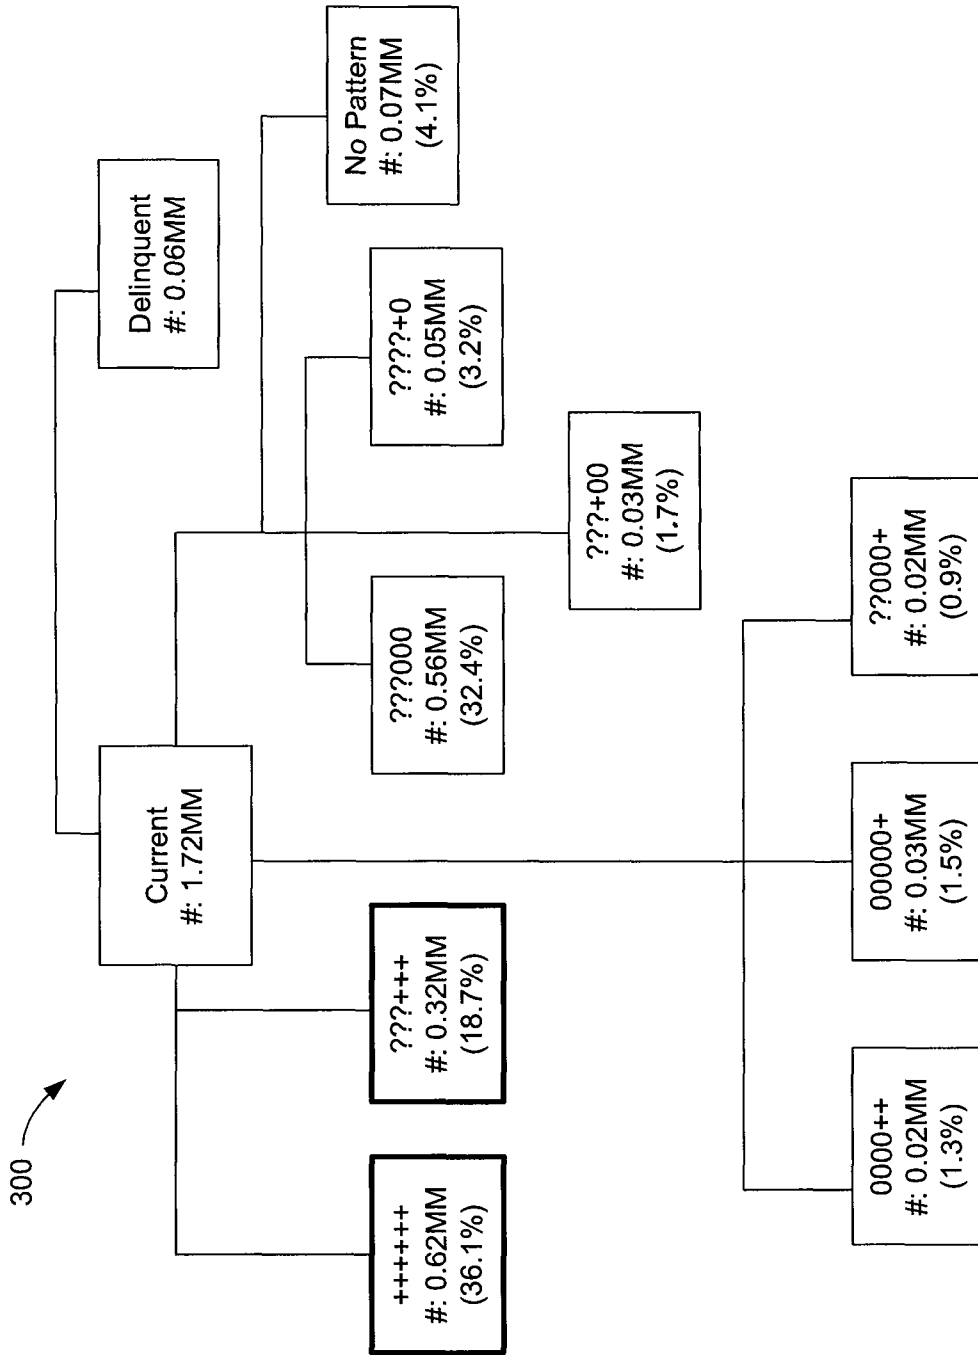 300
Current
#: 1.72MM
Delinquent
#: 0.06MM
++++++
#: 0.62MM
(36.1%)
???+++
#: 0.32MM
(18.7%)
???000
#: 0.56MM
(32.4%)
????+0
#: 0.05MM
(3.2%)
No Pattern
#: 0.07MM
(4.1%)
???+00
#: 0.03MM
(1.7%)
0000++
#: 0.02MM
(1.3%)
00000+
#: 0.03MM
(1.5%)
??000+
#: 0.02MM
(0.9%)